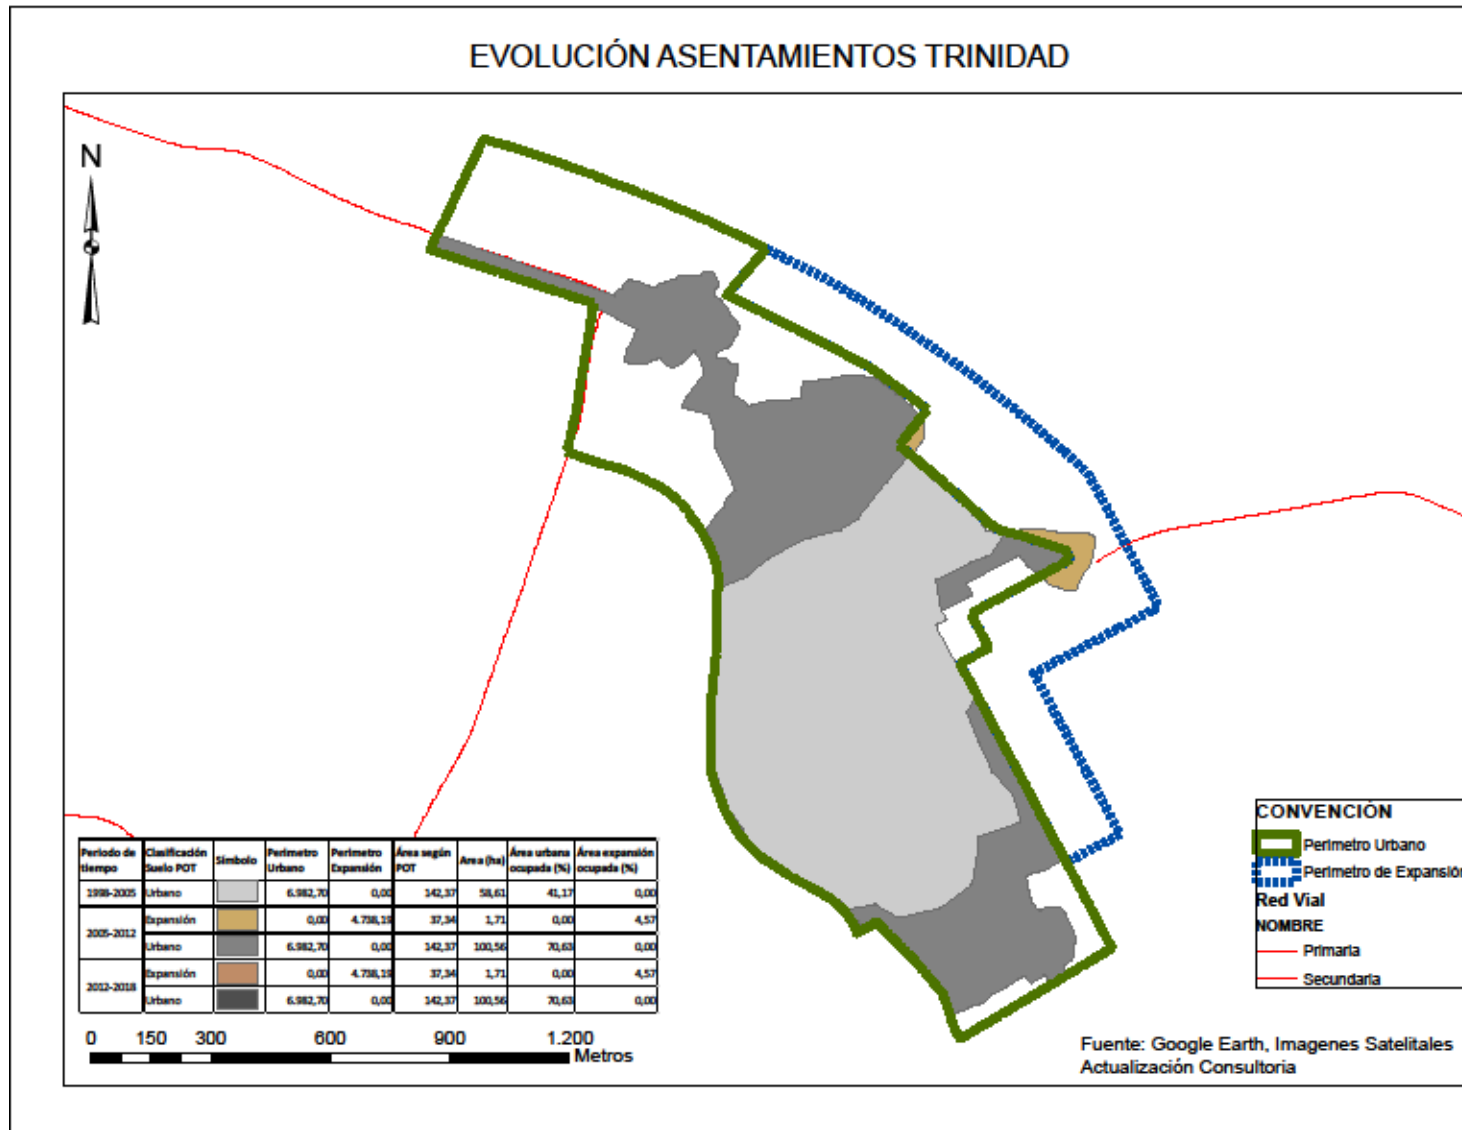 EVOLUCIÓN ASENTAMIENTOS TRINIDAD
N
Periodo de tiempo Clasificación Suelo POT Símbolo Perimetro Urbano Perimetro Expansión Área según POT Area (ha) Área urbana ocupada (%) Área expansión ocupada (%)
1998-2005 Urbano 6.982,70 0,00 142,37 58,61 41,17 0,00
2005-2012 Expansión 0,00 4.738,19 37,34 1,71 0,00 4,57
Urbano 6.982,70 0,00 142,37 100,56 70,63 0,00
2012-2018 Expansión 0,00 4.738,19 37,34 1,71 0,00 4,57
Urbano 6.982,70 0,00 142,37 100,56 70,63 0,00
0 150 300 600 900 1.200
Metros
CONVENCIÓN
Perimetro Urbano
Perimetro de Expansión
Red Vial
NOMBRE
Primaria
Secundaria
Fuente: Google Earth, Imagenes Satelitales
Actualización Consultoria